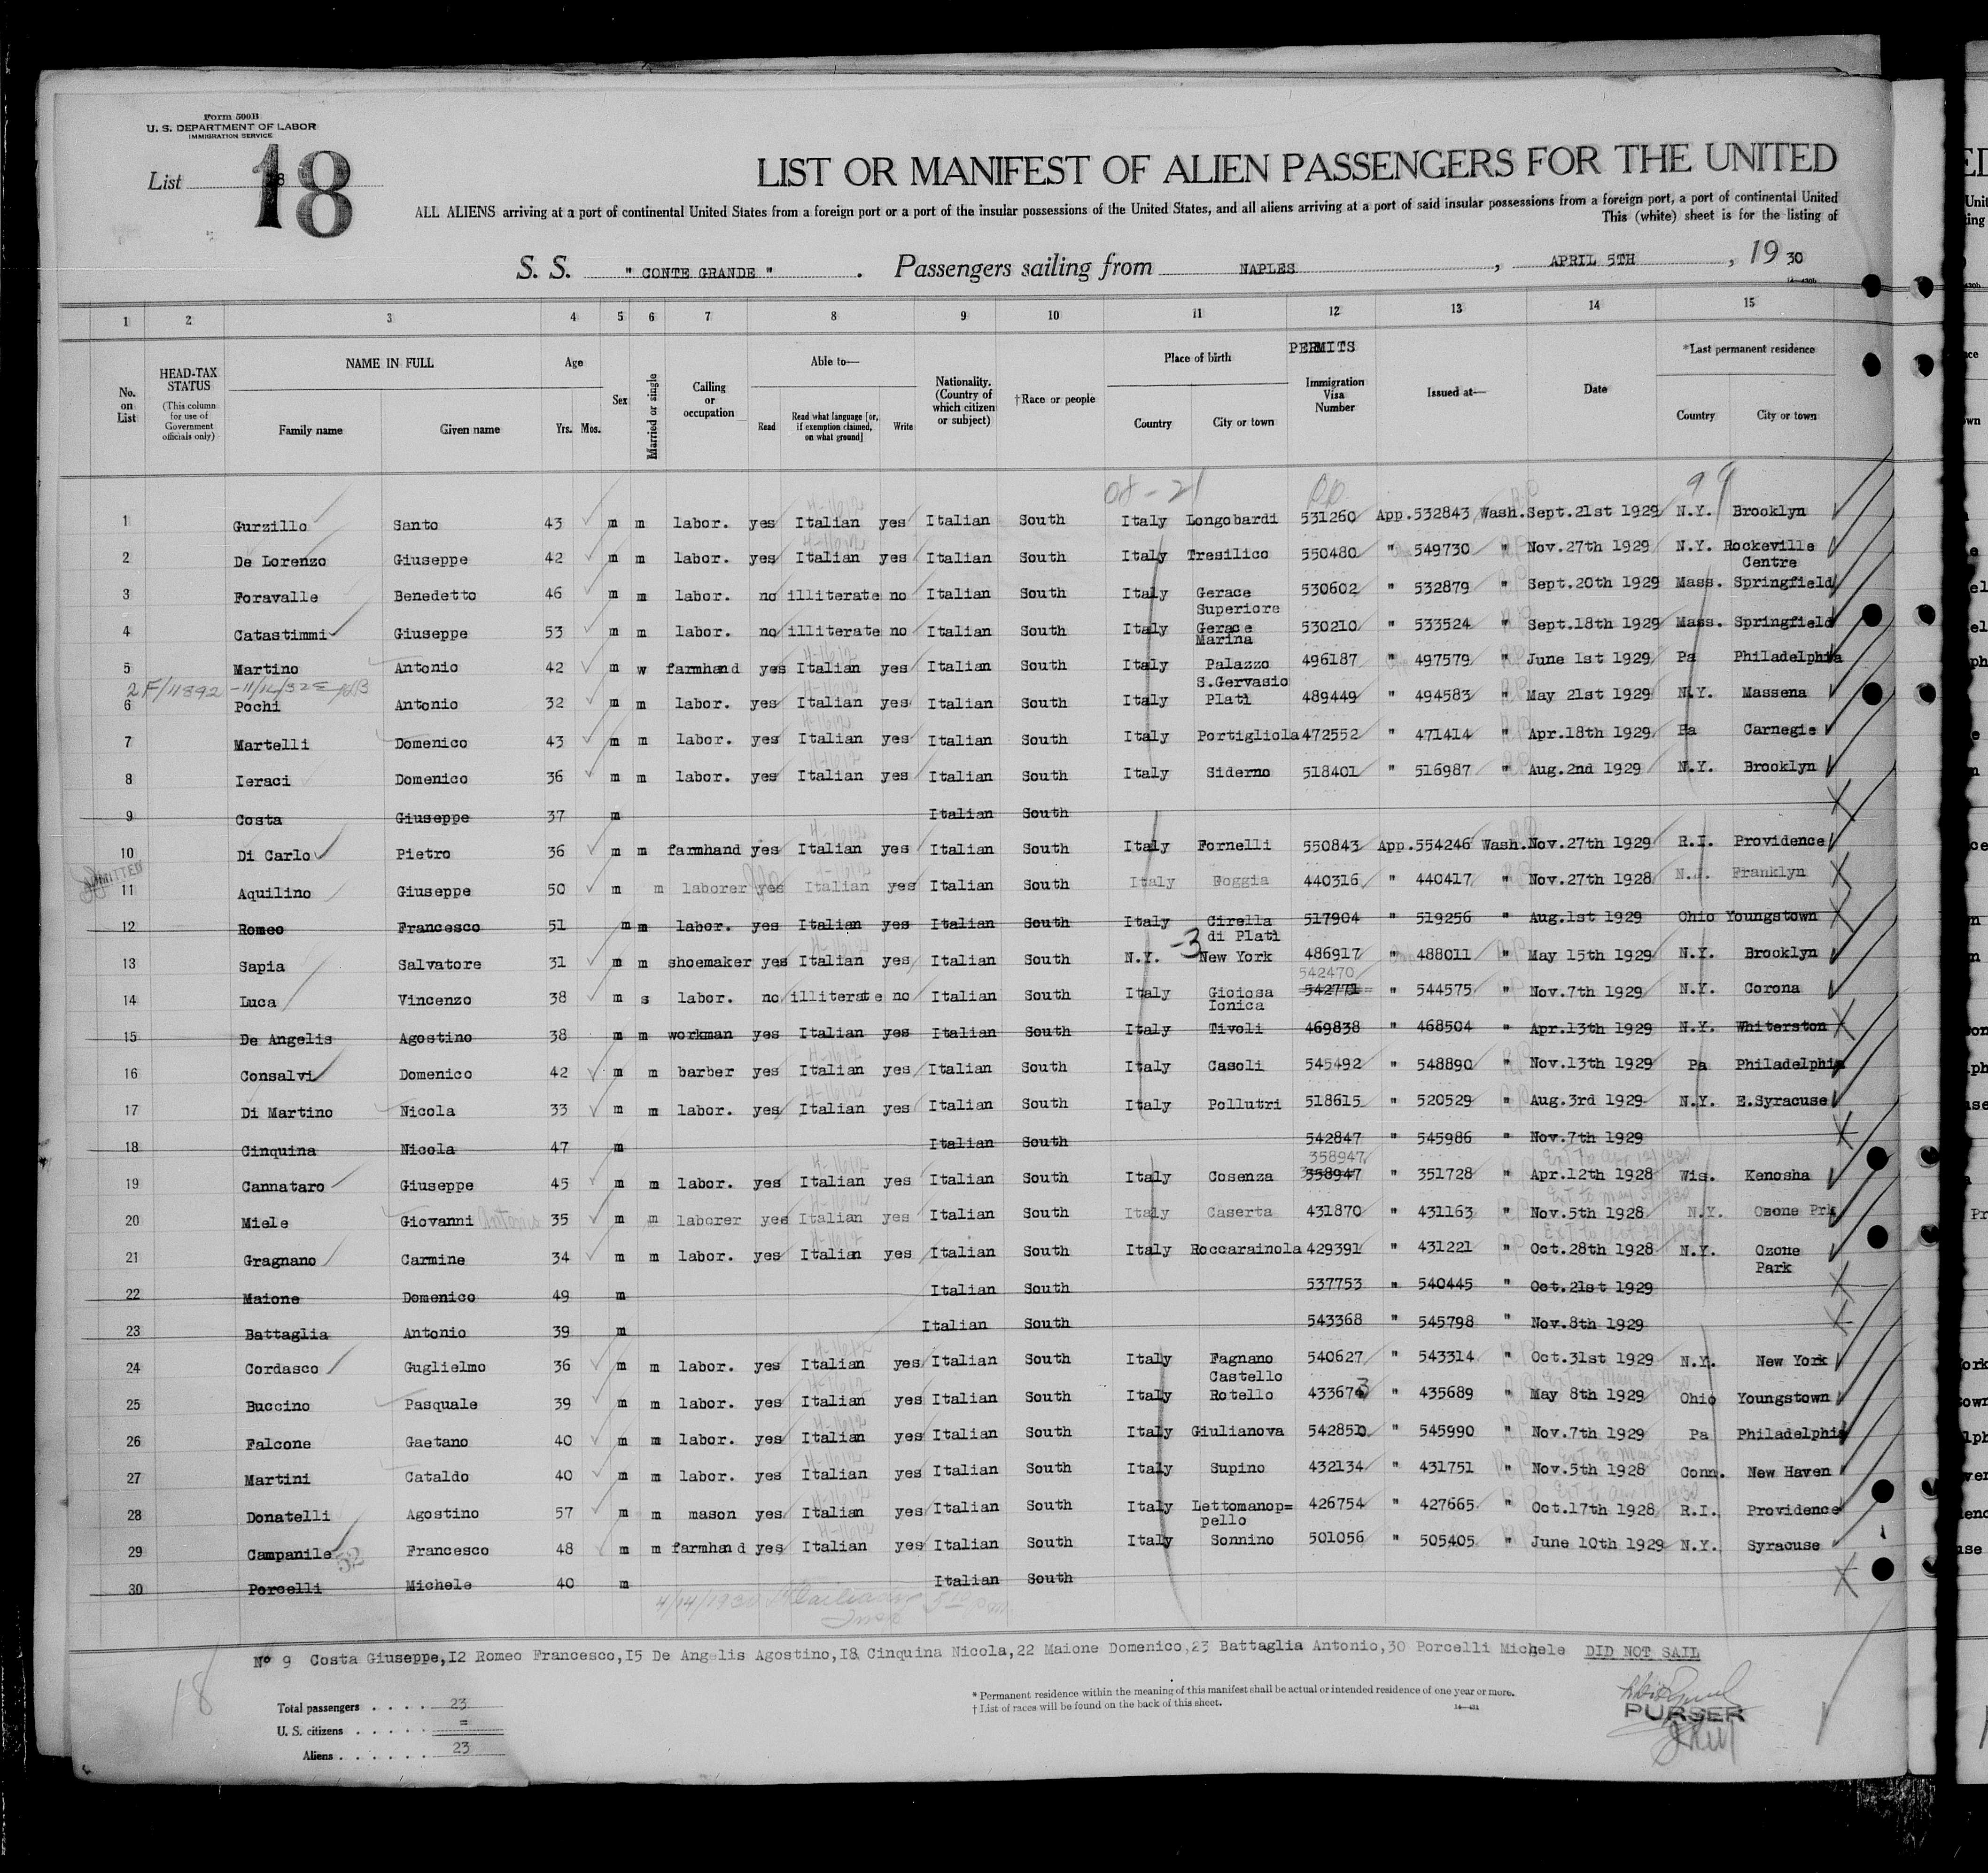 Form 500B
U. S. DEPARTMENT OF LABOR
IMMIGRATION SERVICE
List 18
LIST OR MANIFEST OF ALIEN PASSENGERS FOR THE UNITED
ALL ALIENS arriving at a port of continental United States from a foreign port or a port of the insular possessions of the United States, and all aliens arriving at a port of said insular possessions from a foreign port, a port of continental United
This (white) sheet is for the listing of
S. S. " CONTE GRANDE " . Passengers sailing from NAPLES , APRIL 5TH , 19 30
1 2 3 4 5 6 7 8 9 10 11 12 13 14 15
No. on List
HEAD-TAX STATUS (This column for use of Government officials only)
NAME IN FULL
Family name Given name
Age
Yrs. Mos.
Sex
Married or single
Calling or occupation
Able to—
Read Read what language [or, if exemption claimed, on what ground] Write
Nationality. (Country of which citizen or subject)
†Race or people
Place of birth
Country City or town
PERMITS
Immigration Visa Number
Issued at—
Date
*Last permanent residence
Country City or town
1 Gurzillo Santo 43 m m labor. yes Italian yes Italian South Italy Longobardi 531260 App.532843 Wash. Sept.21st 1929 N.Y. Brooklyn
2 De Lorenzo Giuseppe 42 m m labor. yes Italian yes Italian South Italy Tresilico 550480 " 549730 " Nov.27th 1929 N.Y. Rockeville Centre
3 Foravalle Benedetto 46 m m labor. no illiterate no Italian South Italy Gerace Superiore 530602 " 532879 " Sept.20th 1929 Mass. Springfield
4 Catastimmi Giuseppe 53 m m labor. no illiterate no Italian South Italy Gerace Marina 530210 " 533524 " Sept.18th 1929 Mass. Springfield
5 Martino Antonio 42 m w farmhand yes Italian yes Italian South Italy Palazzo S.Gervasio 496187 " 497579 " June 1st 1929 Pa Philadelphia
6 Pochi Antonio 32 m m labor. yes Italian yes Italian South Italy Platì 489449 " 494583 " May 21st 1929 N.Y. Massena
7 Martelli Domenico 43 m m labor. yes Italian yes Italian South Italy Portigliola 472552 " 471414 " Apr.18th 1929 Pa Carnegie
8 Ieraci Domenico 36 m m labor. yes Italian yes Italian South Italy Siderno 518401 " 516987 " Aug.2nd 1929 N.Y. Brooklyn
9 Costa Giuseppe 37 m Italian South
10 Di Carlo Pietro 36 m m farmhand yes Italian yes Italian South Italy Fornelli 550843 App.554246 Wash. Nov.27th 1929 R.I. Providence
ADMITTED
11 Aquilino Giuseppe 50 m m laborer yes Italian yes Italian South Italy Foggia 440316 " 440417 " Nov.27th 1928 N.J. Franklyn
12 Romeo Francesco 51 m m labor. yes Italian yes Italian South Italy Cirella di Platì 517904 " 519256 " Aug.1st 1929 Ohio Youngstown
13 Sapia Salvatore 31 m m shoemaker yes Italian yes Italian South N.Y. New York 486917 " 488011 " May 15th 1929 N.Y. Brooklyn
14 Luca Vincenzo 38 m s labor. no illiterate no Italian South Italy Gioiosa Ionica 542470 542771 " 544575 " Nov.7th 1929 N.Y. Corona
15 De Angelis Agostino 38 m m workman yes Italian yes Italian South Italy Tivoli 469838 " 468504 " Apr.13th 1929 N.Y. Whiterston
16 Consalvi Domenico 42 m m barber yes Italian yes Italian South Italy Casoli 545492 " 548890 " Nov.13th 1929 Pa Philadelphia
17 Di Martino Nicola 33 m m labor. yes Italian yes Italian South Italy Pollutri 518615 " 520529 " Aug.3rd 1929 N.Y. E.Syracuse
18 Cinquina Nicola 47 m Italian South 542847 " 545986 " Nov.7th 1929
19 Cannataro Giuseppe 45 m m labor. yes Italian yes Italian South Italy Cosenza 358947 358947 " 351728 " Apr.12th 1928 Wis. Kenosha
20 Miele Giovanni Antonio 35 m m laborer yes Italian yes Italian South Italy Caserta 431870 " 431163 " Nov.5th 1928 N.Y. Ozone Prk
21 Gragnano Carmine 34 m m labor. yes Italian yes Italian South Italy Roccarainola 429391 " 431221 " Oct.28th 1928 N.Y. Ozone Park
22 Maione Domenico 49 m Italian South 537753 " 540445 " Oct.21st 1929
23 Battaglia Antonio 39 m Italian South 543368 " 545798 " Nov.8th 1929
24 Cordasco Guglielmo 36 m m labor. yes Italian yes Italian South Italy Fagnano Castello 540627 " 543314 " Oct.31st 1929 N.Y. New York
25 Buccino Pasquale 39 m m labor. yes Italian yes Italian South Italy Rotello 433673 " 435689 " May 8th 1929 Ohio Youngstown
26 Falcone Gaetano 40 m m labor. yes Italian yes Italian South Italy Giulianova 542850 " 545990 " Nov.7th 1929 Pa Philadelphia
27 Martini Cataldo 40 m m labor. yes Italian yes Italian South Italy Supino 432134 " 431751 " Nov.5th 1928 Conn. New Haven
28 Donatelli Agostino 57 m m mason yes Italian yes Italian South Italy Lettomanop= pello 426754 " 427665 " Oct.17th 1928 R.I. Providence
29 Campanile Francesco 48 m m farmhand yes Italian yes Italian South Italy Sonnino 501056 " 505405 " June 10th 1929 N.Y. Syracuse
30 Porcelli Michele 40 m Italian South
4/14/1930
Nº 9 Costa Giuseppe,12 Romeo Francesco,15 De Angelis Agostino,18 Cinquina Nicola,22 Maione Domenico,23 Battaglia Antonio,30 Porcelli Michele DID NOT SAIL
18
Total passengers . . . . . 23
U. S. citizens . . . . . =
Aliens . . . . . . 23
* Permanent residence within the meaning of this manifest shall be actual or intended residence of one year or more.
† List of races will be found on the back of this sheet.
PURSER